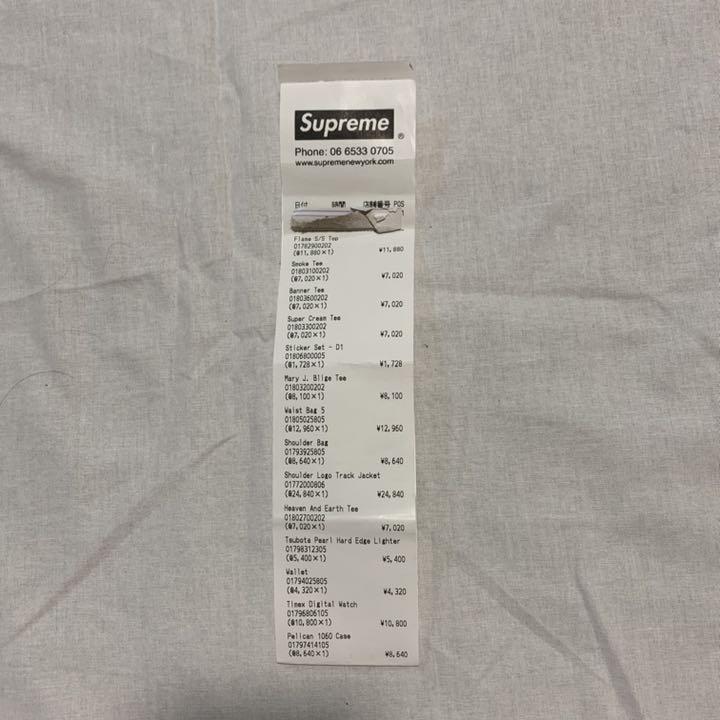 Supreme
®
Phone: 06 6533 0705
www.supremenewyork.com
日付 時間 店舗番号 POS
1
Flame S/S Top
01782900202
(@11,880×1) ¥11,880
Smoke Tee
01803100202
(@7,020×1) ¥7,020
Banner Tee
01803600202
(@7,020×1) ¥7,020
Super Cream Tee
01803300202
(@7,020×1) ¥7,020
Sticker Set - D1
01806800005
(@1,728×1) ¥1,728
Mary J. Blige Tee
01803200202
(@8,100×1) ¥8,100
Waist Bag 5
01805025805
(@12,960×1) ¥12,960
Shoulder Bag
01793925805
(@8,640×1) ¥8,640
Shoulder Logo Track Jacket
01772000806
(@24,840×1) ¥24,840
Heaven And Earth Tee
01802700202
(@7,020×1) ¥7,020
Tsubota Pearl Hard Edge Lighter
01798312305
(@5,400×1) ¥5,400
Wallet
01794025805
(@4,320×1) ¥4,320
Timex Digital Watch
01796806105
(@10,800×1) ¥10,800
Pelican 1060 Case
01797414105
(@8,640×1) ¥8,640